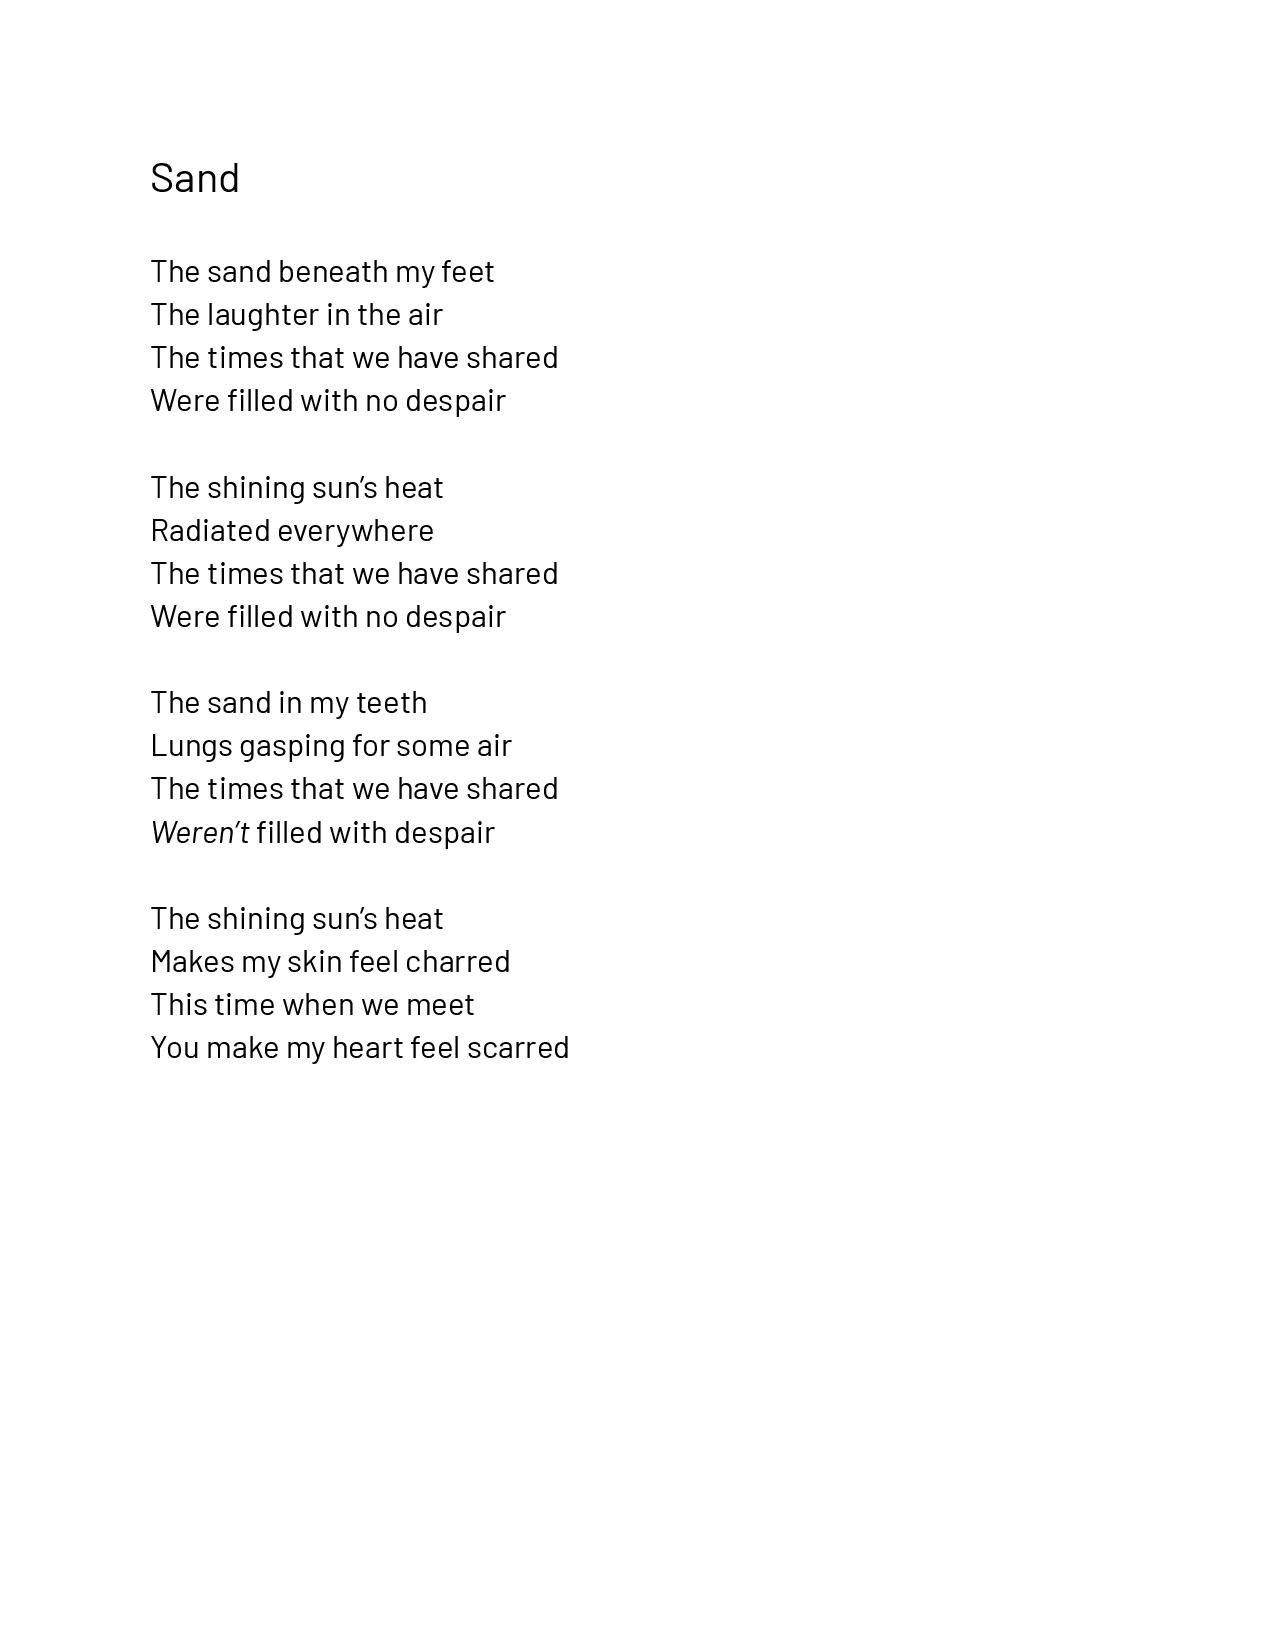 Sand
The sand beneath my feet
The laughter in the air
The times that we have shared
Were filled with no despair
The shining sun’s heat
Radiated everywhere
The times that we have shared
Were filled with no despair
The sand in my teeth
Lungs gasping for some air
The times that we have shared
Weren’t filled with despair
The shining sun’s heat
Makes my skin feel charred
This time when we meet
You make my heart feel scarred